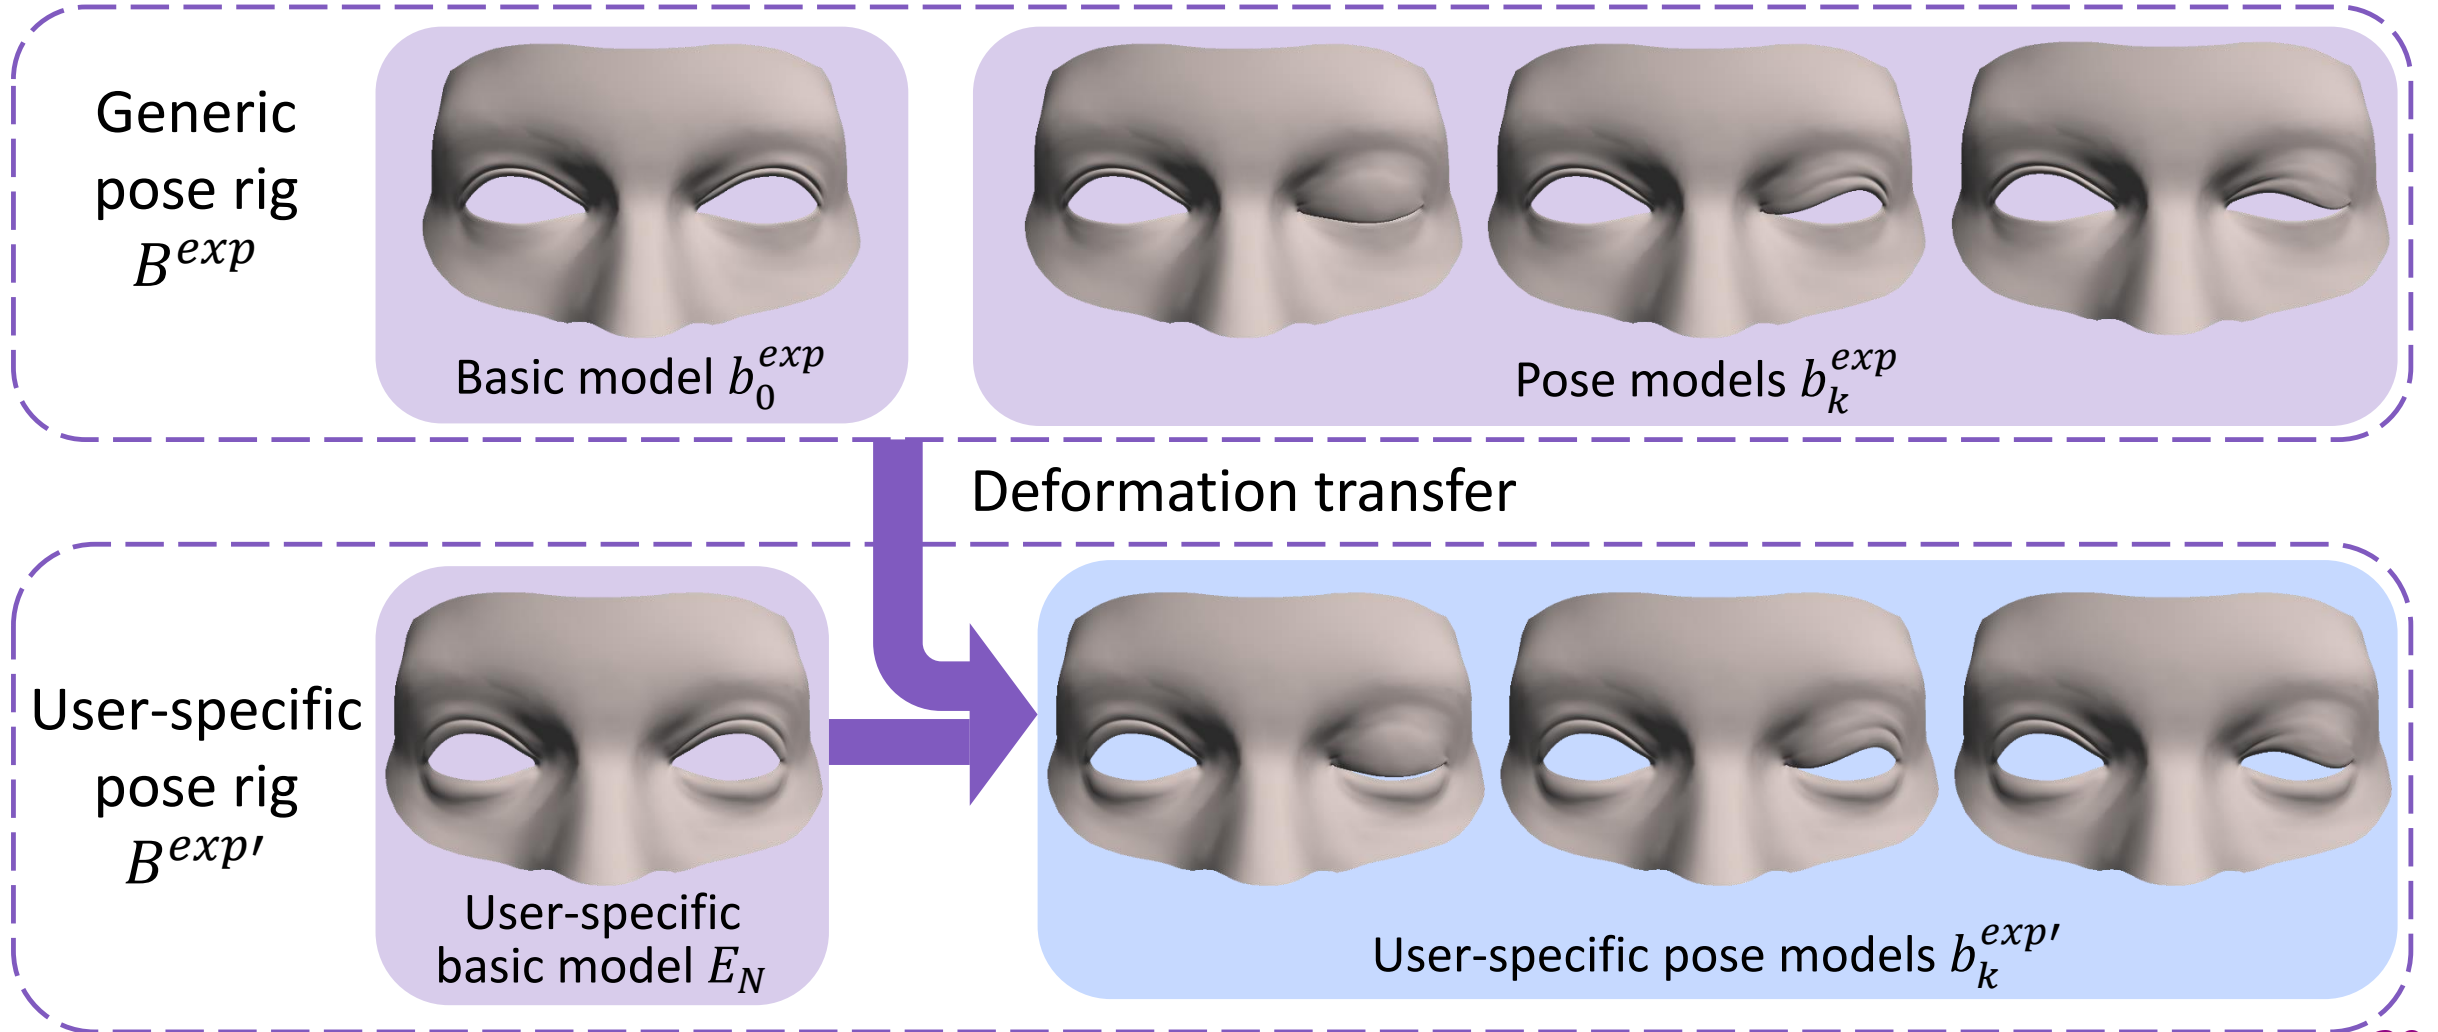 Generic
pose rig
B^{exp}
Basic model b_0^{exp}
Pose models b_k^{exp}
Deformation transfer
User-specific
pose rig
B^{exp′}
User-specific
basic model E_N
User-specific pose models b_k^{exp′}